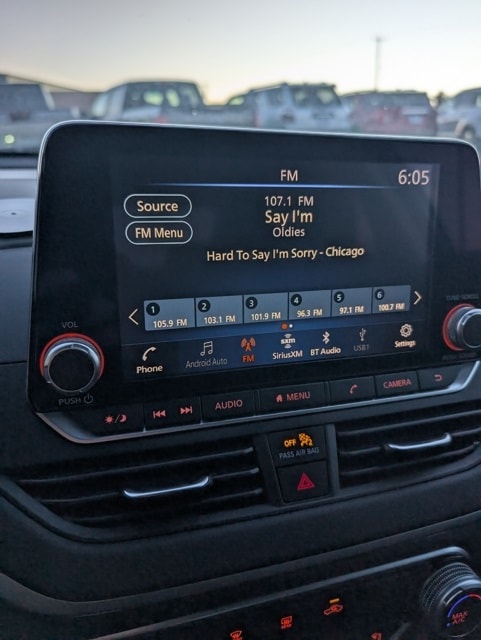 FM
6:05
Source
107.1 FM
Say I'm
FM Menu
Oldies
Hard To Say I'm Sorry - Chicago
1 2 3 4 5 6
105.9 FM 103.1 FM 101.9 FM 96.3 FM 97.1 FM 100.7 FM
Phone Android Auto FM SiriusXM BT Audio USB1 Settings
sxm
VOL
PUSH
AUDIO MENU CAMERA
OFF
PASS AIR BAG
MAX
A/C